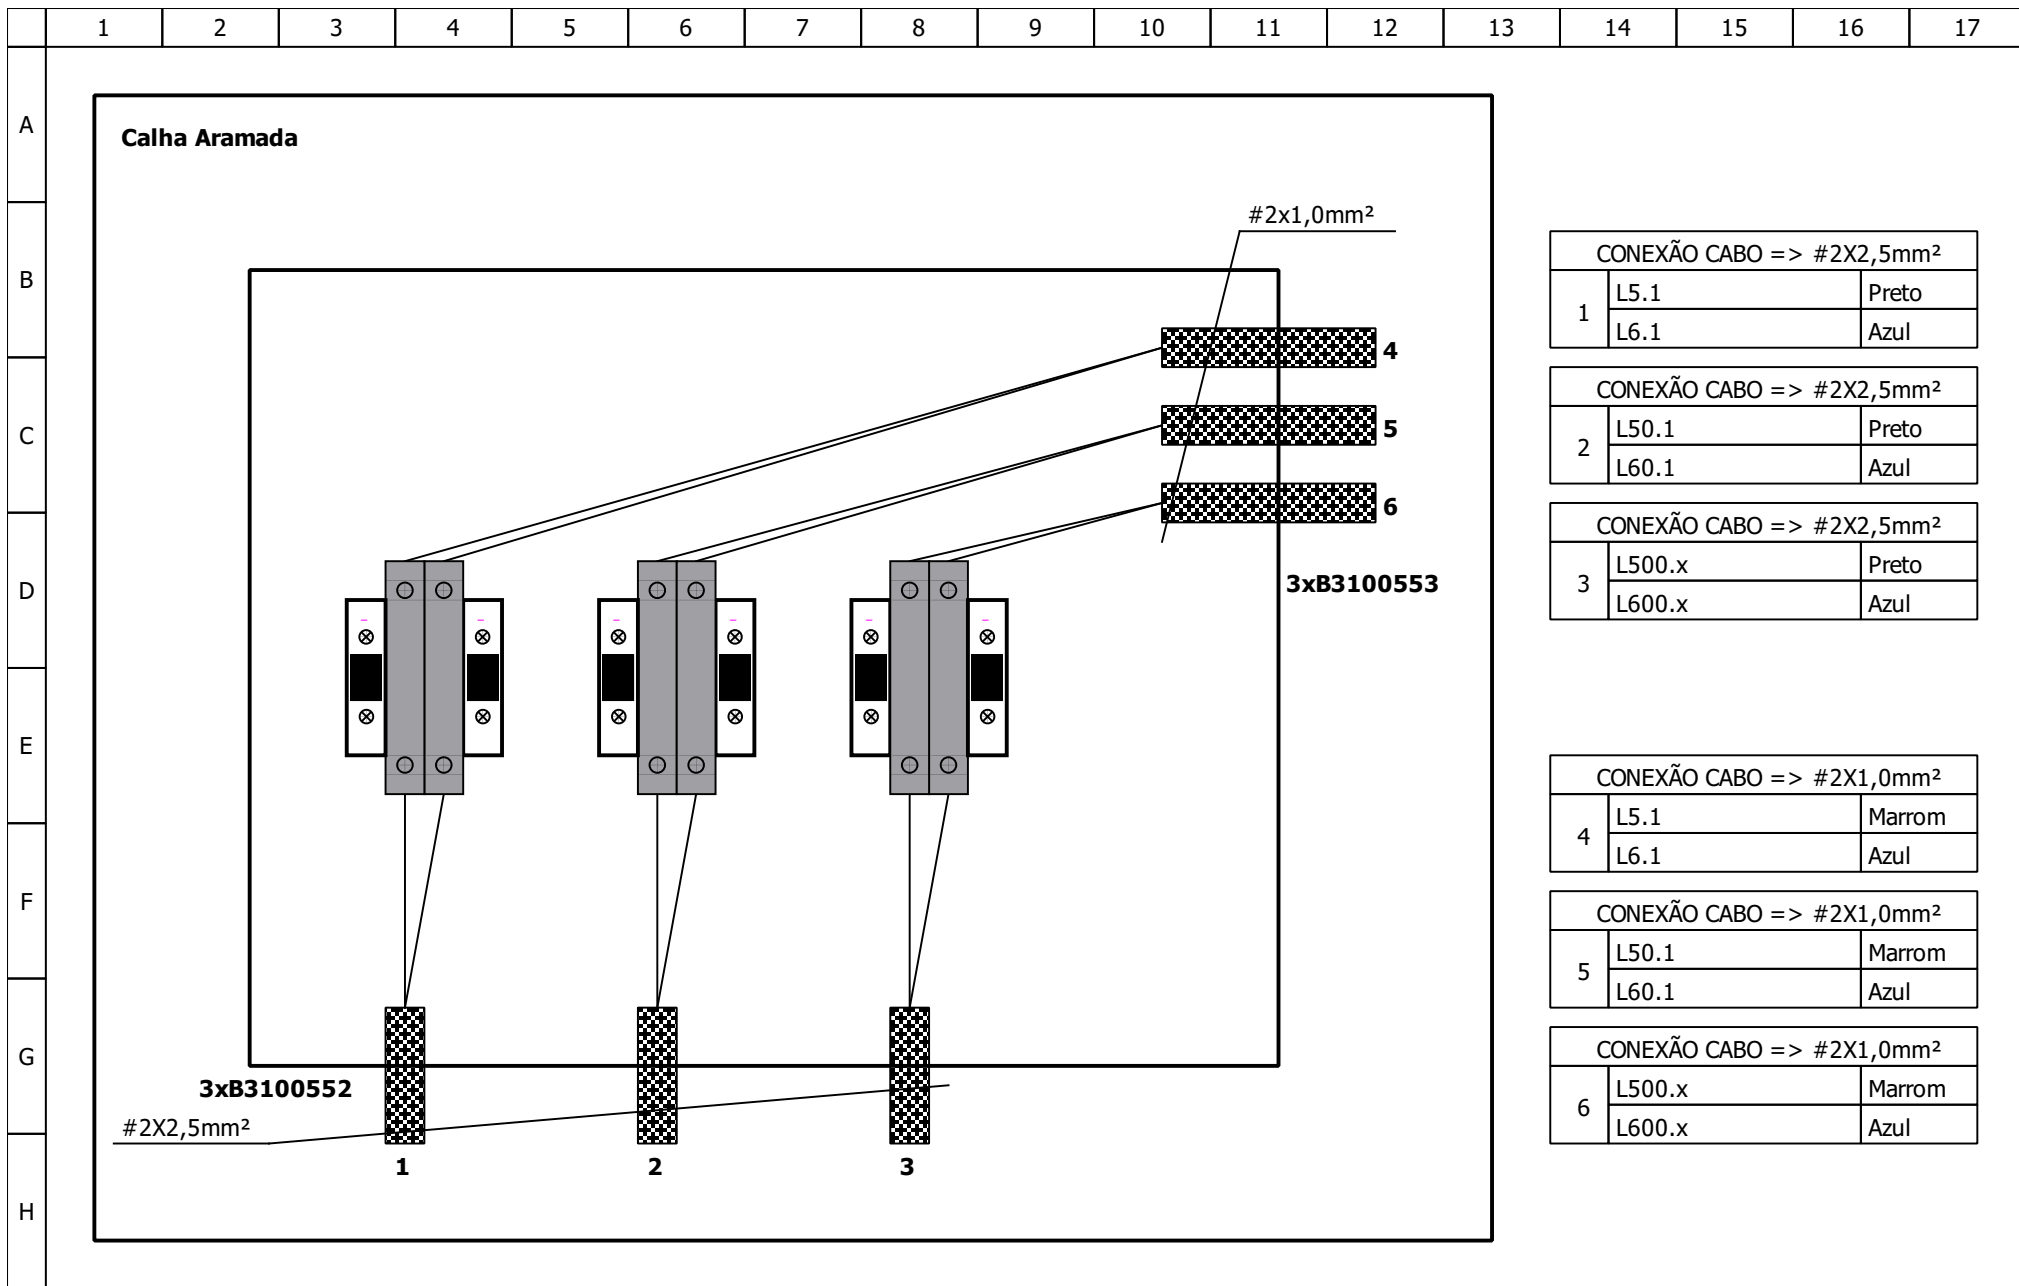 1 2 3 4 5 6 7 8 9 10 11 12 13 14 15 16 17
A
B
C
D
E
F
G
H
Calha Aramada
#2x1,0mm²
4
5
6
3xB3100553
3xB3100552
#2X2,5mm²
1 2 3
CONEXÃO CABO => #2X2,5mm²
1
L5.1 Preto
L6.1 Azul
CONEXÃO CABO => #2X2,5mm²
2
L50.1 Preto
L60.1 Azul
CONEXÃO CABO => #2X2,5mm²
3
L500.x Preto
L600.x Azul
CONEXÃO CABO => #2X1,0mm²
4
L5.1 Marrom
L6.1 Azul
CONEXÃO CABO => #2X1,0mm²
5
L50.1 Marrom
L60.1 Azul
CONEXÃO CABO => #2X1,0mm²
6
L500.x Marrom
L600.x Azul